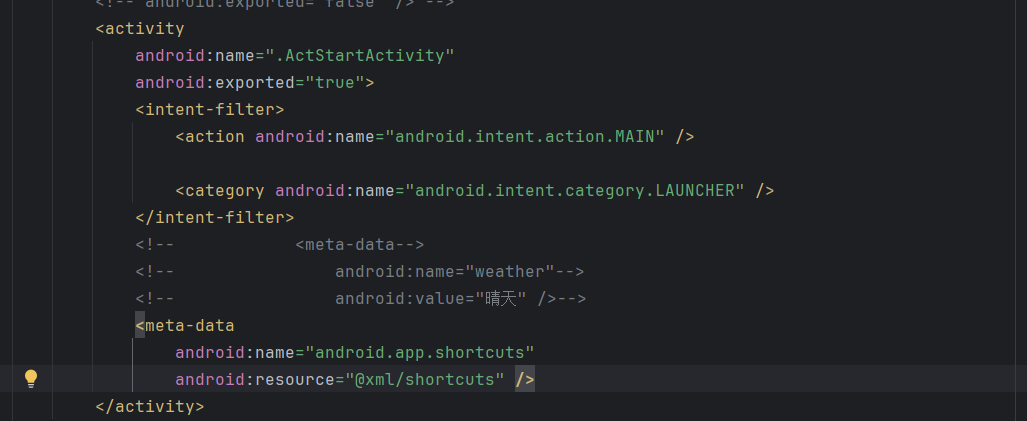 <!-- android:exported="false" /> -->
<activity
android:name=".ActStartActivity"
android:exported="true">
<intent-filter>
<action android:name="android.intent.action.MAIN" />
<category android:name="android.intent.category.LAUNCHER" />
</intent-filter>
<!--            <meta-data-->
<!--                android:name="weather"-->
<!--                android:value="晴天" />-->
<meta-data
android:name="android.app.shortcuts"
android:resource="@xml/shortcuts" />
</activity>